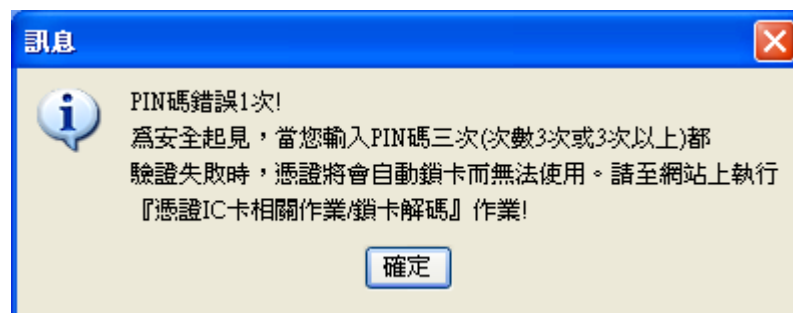 訊息
PIN碼錯誤1次!
為安全起見，當您輸入PIN碼三次(次數3次或3次以上)都
驗證失敗時，憑證將會自動鎖卡而無法使用。請至網站上執行
『憑證IC卡相關作業/鎖卡解碼』作業!
確定